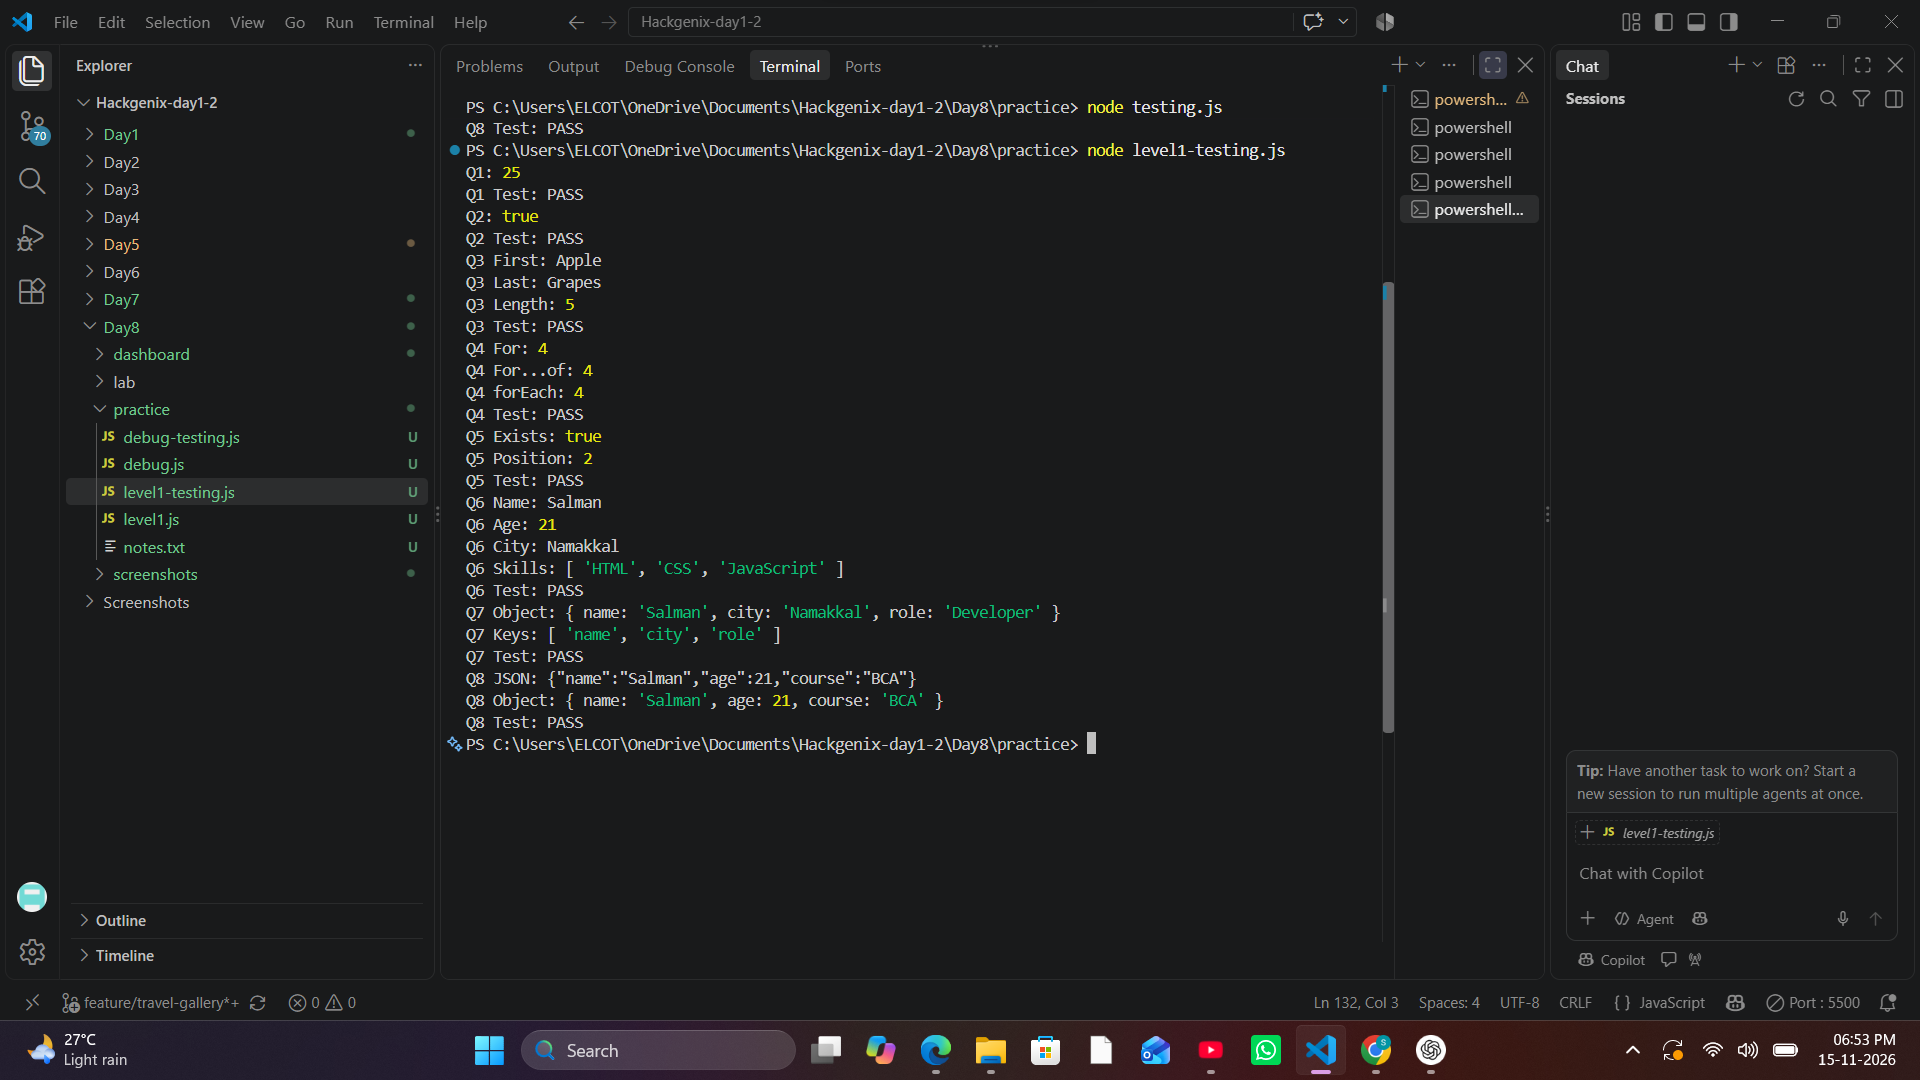 File Edit Selection View Go Run Terminal Help
Hackgenix-day1-2
Explorer
Hackgenix-day1-2
Day1
Day2
Day3
Day4
Day5
Day6
Day7
Day8
dashboard
lab
practice
JS debug-testing.js U
JS debug.js U
JS level1-testing.js U
JS level1.js U
notes.txt U
screenshots
Screenshots
Outline
Timeline
70
Problems Output Debug Console Terminal Ports
PS C:\Users\ELCOT\OneDrive\Documents\Hackgenix-day1-2\Day8\practice> node testing.js
Q8 Test: PASS
PS C:\Users\ELCOT\OneDrive\Documents\Hackgenix-day1-2\Day8\practice> node level1-testing.js
Q1: 25
Q1 Test: PASS
Q2: true
Q2 Test: PASS
Q3 First: Apple
Q3 Last: Grapes
Q3 Length: 5
Q3 Test: PASS
Q4 For: 4
Q4 For...of: 4
Q4 forEach: 4
Q4 Test: PASS
Q5 Exists: true
Q5 Position: 2
Q5 Test: PASS
Q6 Name: Salman
Q6 Age: 21
Q6 City: Namakkal
Q6 Skills: [ 'HTML', 'CSS', 'JavaScript' ]
Q6 Test: PASS
Q7 Object: { name: 'Salman', city: 'Namakkal', role: 'Developer' }
Q7 Keys: [ 'name', 'city', 'role' ]
Q7 Test: PASS
Q8 JSON: {"name":"Salman","age":21,"course":"BCA"}
Q8 Object: { name: 'Salman', age: 21, course: 'BCA' }
Q8 Test: PASS
PS C:\Users\ELCOT\OneDrive\Documents\Hackgenix-day1-2\Day8\practice>
powersh...
powershell
powershell
powershell
powershell...
Chat
Sessions
Tip: Have another task to work on? Start a
new session to run multiple agents at once.
JS level1-testing.js
Chat with Copilot
Agent
Copilot
feature/travel-gallery*+ 0 0
Ln 132, Col 3 Spaces: 4 UTF-8 CRLF { } JavaScript Port : 5500
27°C
Light rain
Search
06:53 PM
15-11-2026